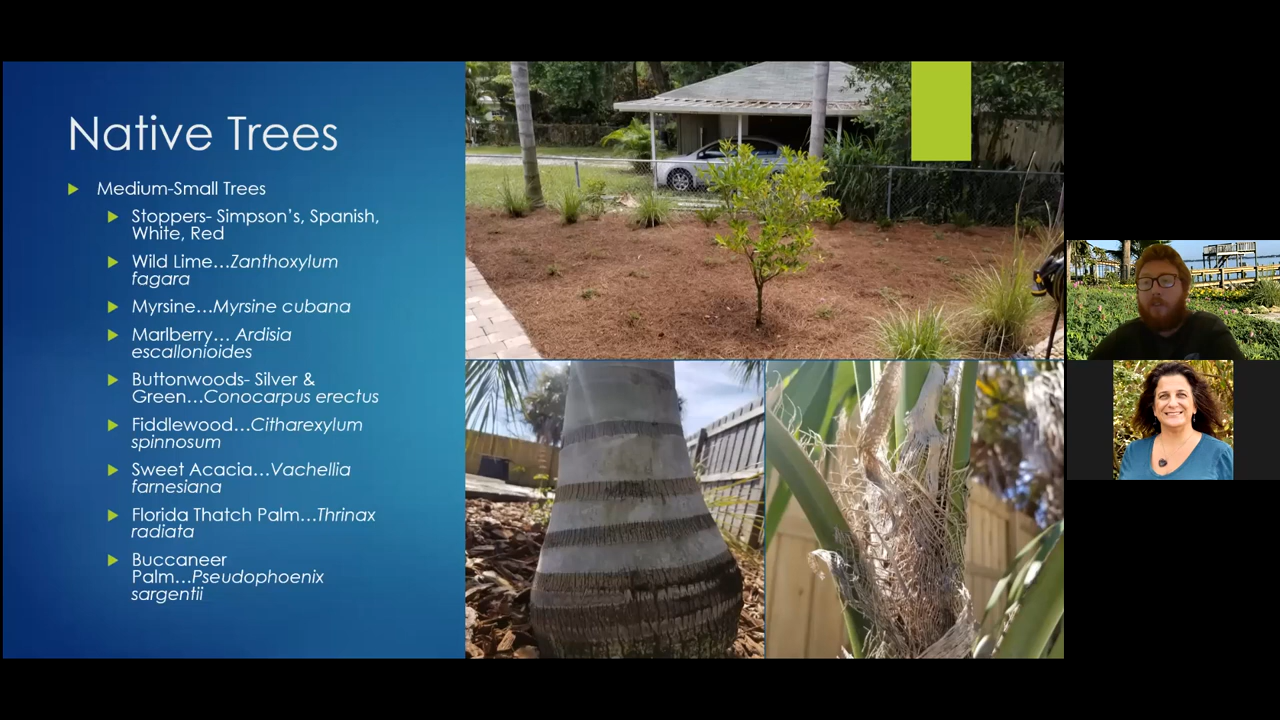 Native Trees
Medium-Small Trees
Stoppers- Simpson's, Spanish,
White, Red
Wild Lime...Zanthoxylum
fagara
Myrsine...Myrsine cubana
Marlberry... Ardisia
escallonioides
Buttonwoods- Silver &
Green...Conocarpus erectus
Fiddlewood...Citharexylum
spinnosum
Sweet Acacia...Vachellia
farnesiana
Florida Thatch Palm...Thrinax
radiata
Buccaneer
Palm...Pseudophoenix
sargentii